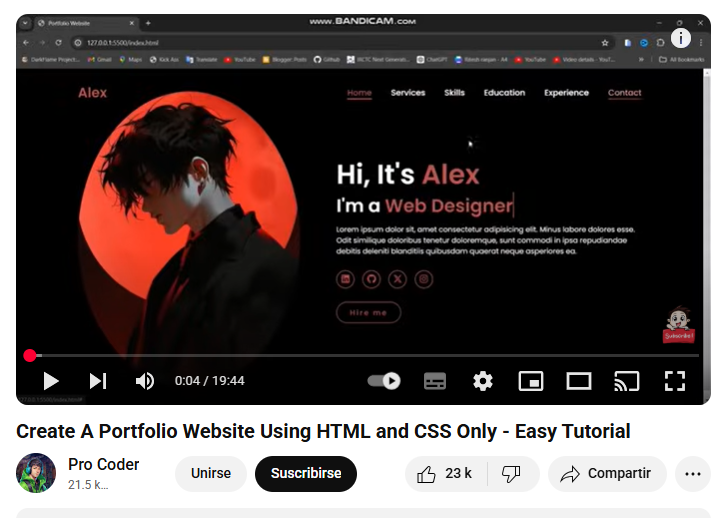 www.BANDICAM.com
Portfolio Website
127.0.0.1:5500/index.html
DarkFlame Project... Gmail Maps Kick Ass Translate YouTube Blogger: Posts GitHub ChatGPT YouTube Video details - YouT... All Bookmarks
Alex Home Services Skills Education Experience Contact
Hi, It's Alex
I'm a Web Designer
Lorem ipsum dolor sit, amet consectetur adipisicing elit. Minus labore dolores esse.
Odit similique doloribus tenetur doloremque, sunt commodi in ipsa repudiandae
debitis deleniti blanditiis quibusdam quaerat neque asperiores ea.
Hire me
Subscribe!
0:04 / 19:44
Create A Portfolio Website Using HTML and CSS Only - Easy Tutorial
Pro Coder
21.5 k...
Unirse
Suscribirse
23 k
Compartir